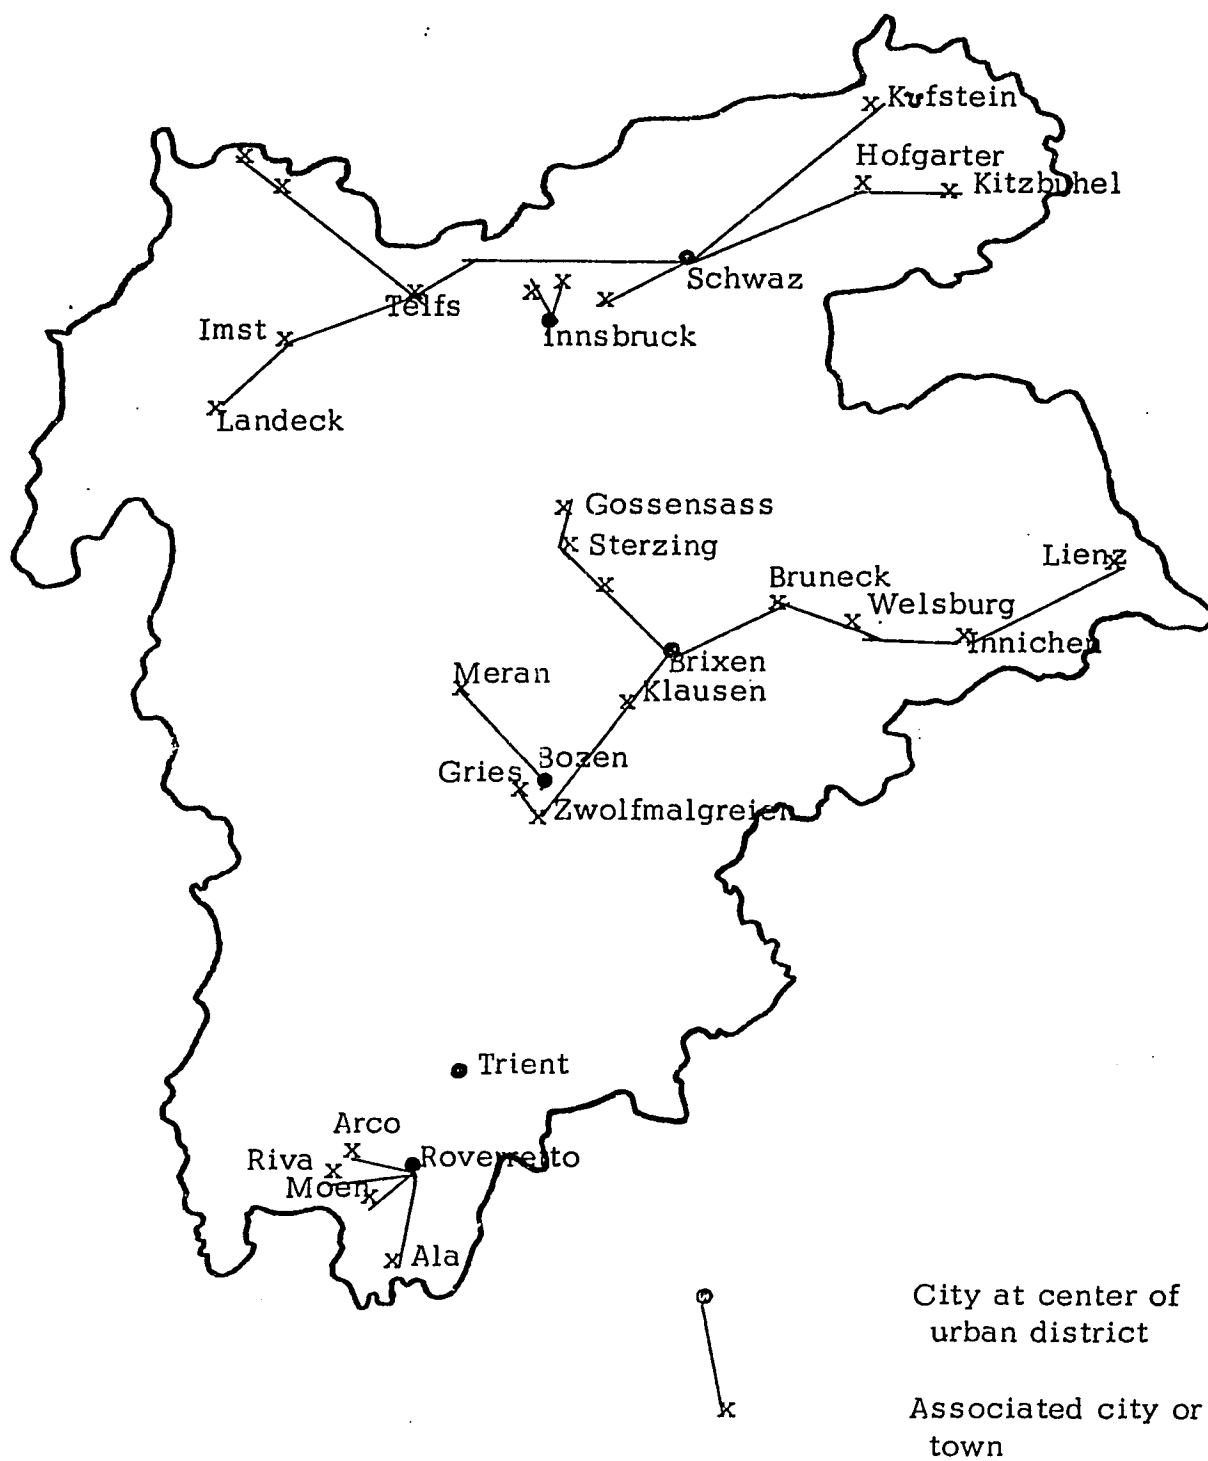 Kufstein
Hofgarter
Kitzbuhel
Schwaz
Telfs
Innsbruck
Imst
Landeck
Gossensass
Sterzing
Lienz
Bruneck
Welsburg
Innichen
Brixen
Meran
Klausen
Bozen
Gries
Zwolfmalgreien
Trient
Arco
Roverretto
Riva
Moen
Ala
City at center of
urban district
Associated city or
town